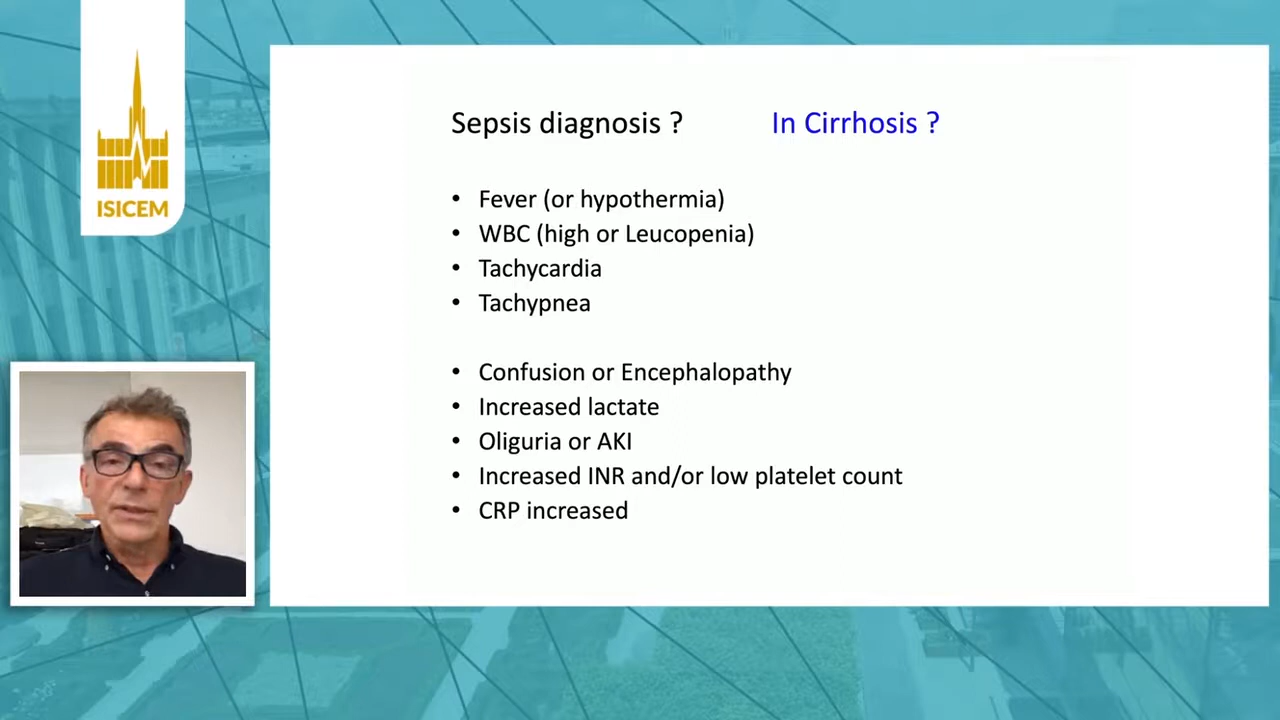 ISICEM
Sepsis diagnosis ? In Cirrhosis ?
• Fever (or hypothermia)
• WBC (high or Leucopenia)
• Tachycardia
• Tachypnea
• Confusion or Encephalopathy
• Increased lactate
• Oliguria or AKI
• Increased INR and/or low platelet count
• CRP increased